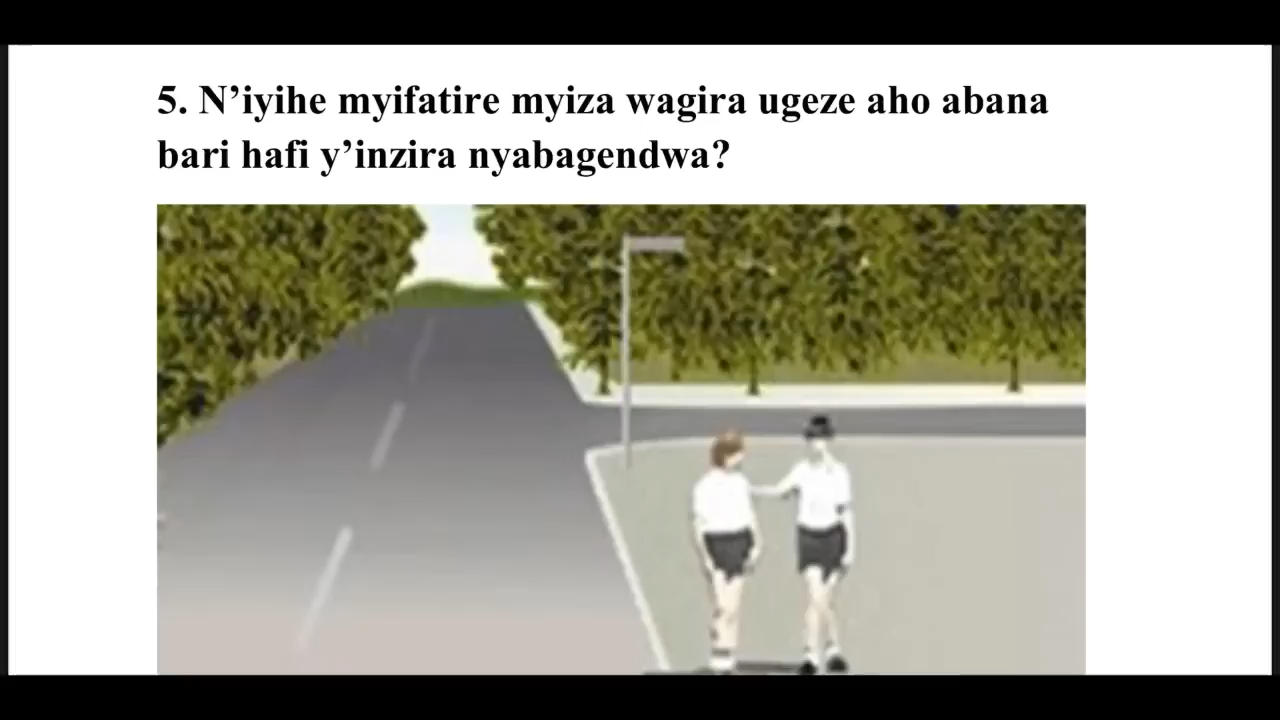 5. N’iyihe myifatire myiza wagira ugeze aho abana
bari hafi y’inzira nyabagendwa?